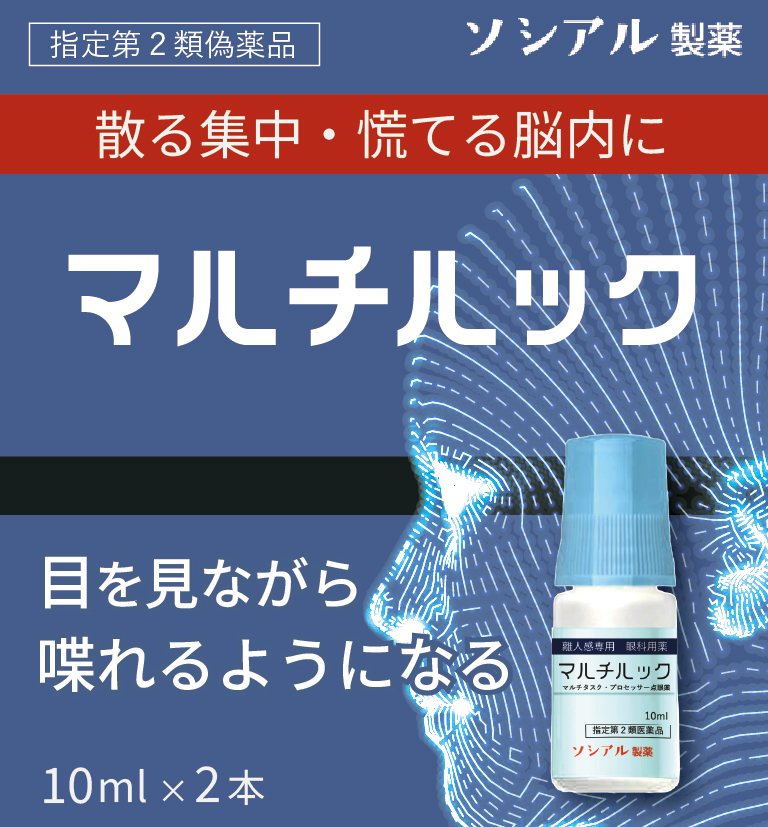 指定第２類偽薬品
ソシアル製薬
散る集中・慌てる脳内に
マルチルック
目を見ながら
喋れるようになる
10ml×2本
離人感専用 眼科用薬
マルチルック
マルチタスク・プロセッサー点眼薬
10ml
指定第２類医薬品
ソシアル製薬